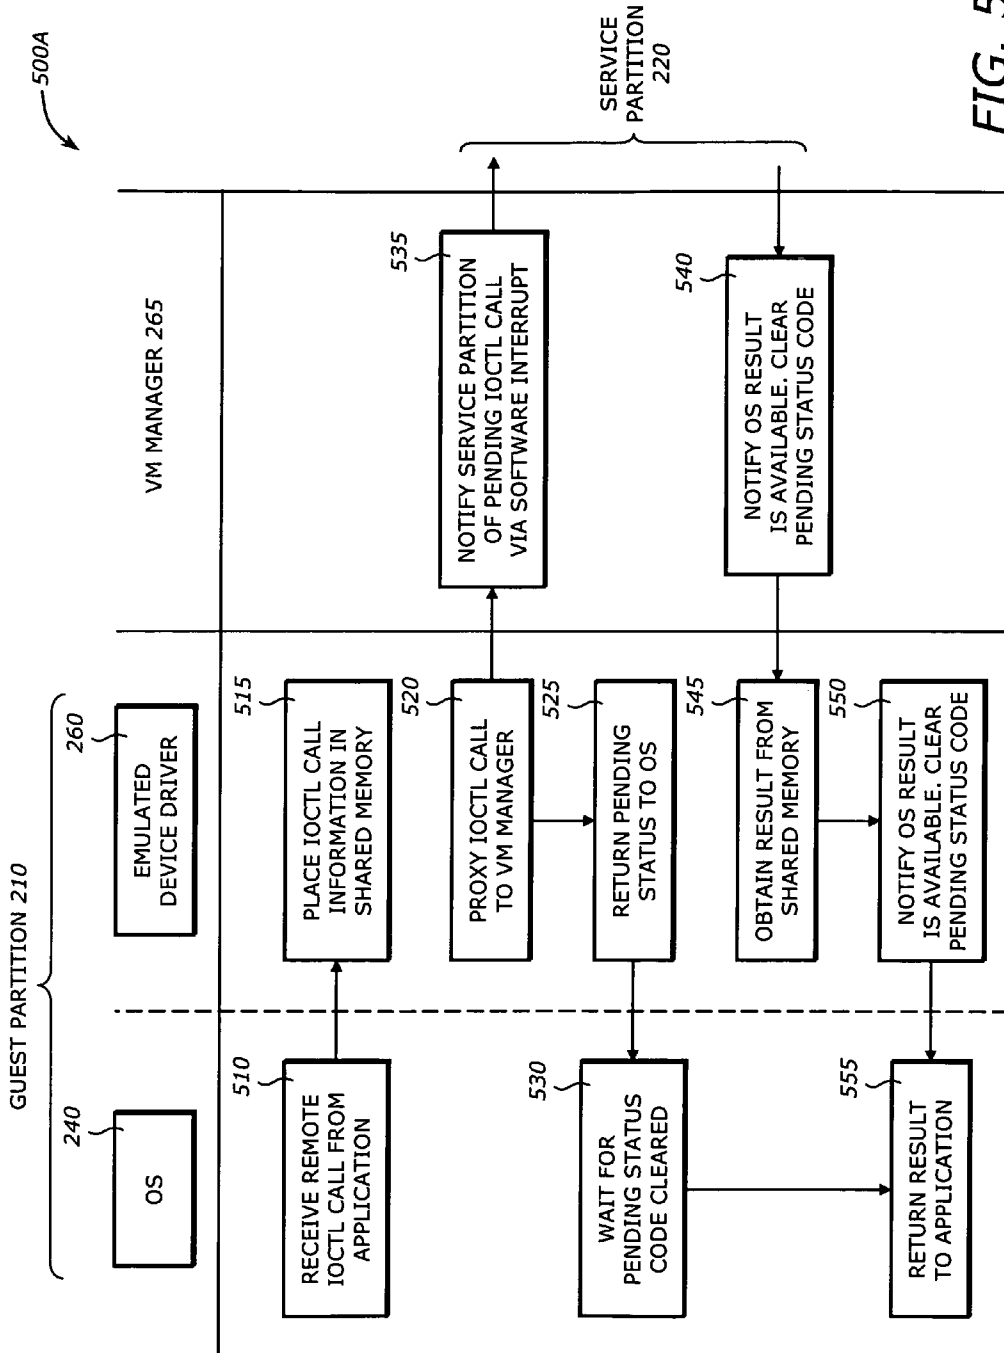 500A
GUEST PARTITION 210
240
OS
260
EMULATED
DEVICE DRIVER
VM MANAGER 265
510
RECEIVE REMOTE
IOCTL CALL FROM
APPLICATION
515
PLACE IOCTL CALL
INFORMATION IN
SHARED MEMORY
520
PROXY IOCTL CALL
TO VM MANAGER
535
NOTIFY SERVICE PARTITION
OF PENDING IOCTL CALL
VIA SOFTWARE INTERRUPT
SERVICE
PARTITION
220
525
RETURN PENDING
STATUS TO OS
530
WAIT FOR
PENDING STATUS
CODE CLEARED
540
NOTIFY OS RESULT
IS AVAILABLE. CLEAR
PENDING STATUS CODE
545
OBTAIN RESULT FROM
SHARED MEMORY
550
NOTIFY OS RESULT
IS AVAILABLE. CLEAR
PENDING STATUS CODE
555
RETURN RESULT
TO APPLICATION
FIG. 5